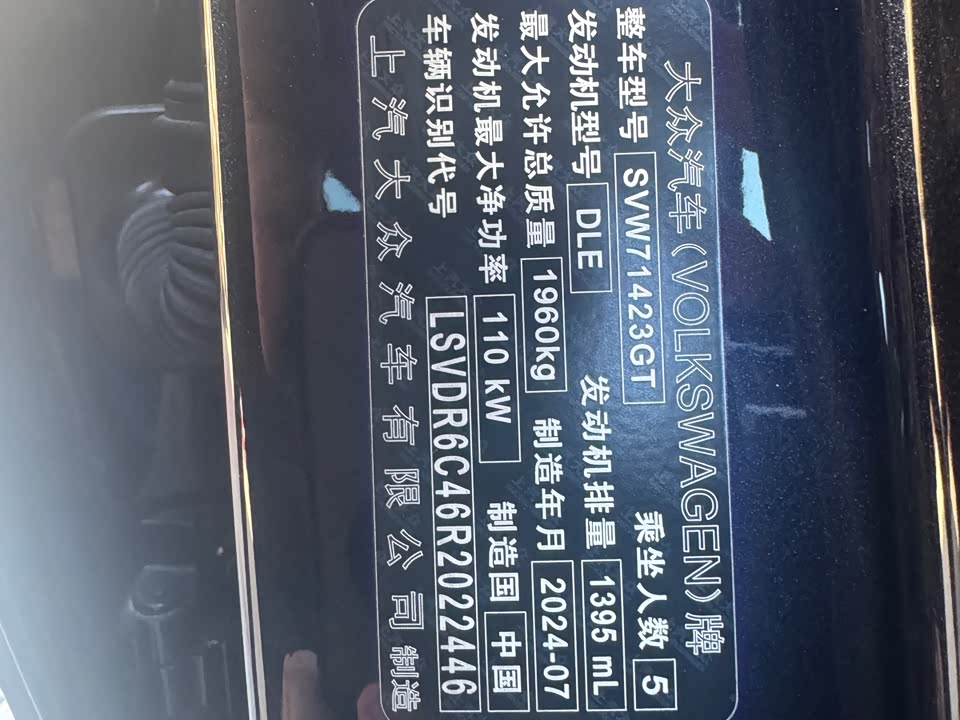 大众汽车(VOLKSWAGEN)牌
整车型号 SVW71423GT 乘坐人数 5
发动机型号 DLE 发动机排量 1395 mL
最大允许总质量 1960kg 制造年月 2024-07
发动机最大净功率 110 kW 制造国 中国
车辆识别代号 LSVDR6C46R2022446
上汽大众汽车有限公司制造